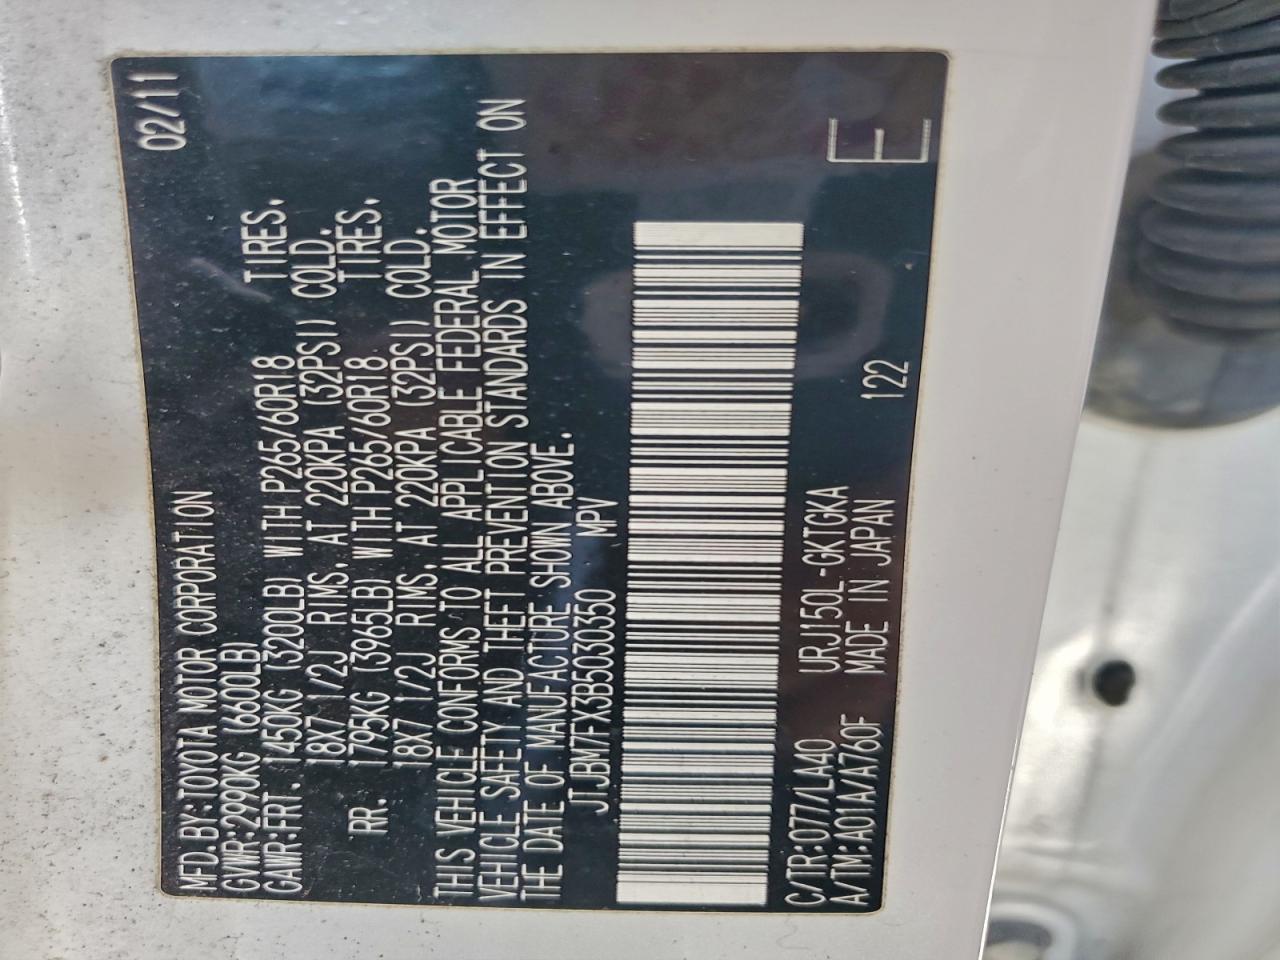 MFD.BY:TOYOTA MOTOR CORPORATION 02/11
GVWR:2990KG (6600LB)
GAWR:FRT. 1450KG (3200LB) WITH P265/60R18 TIRES.
18X7 1/2J RIMS, AT 220KPA (32PSI) COLD.
RR. 1795KG (3965LB) WITH P265/60R18 TIRES.
18X7 1/2J RIMS, AT 220KPA (32PSI) COLD.
THIS VEHICLE CONFORMS TO ALL APPLICABLE FEDERAL MOTOR
VEHICLE SAFETY AND THEFT PREVENTION STANDARDS IN EFFECT ON
THE DATE OF MANUFACTURE SHOWN ABOVE.
JTJBM7FX3B5030350 MPV
C/TR:077/LA40 URJ150L-GKTGKA
A/TM:A01A/A760F MADE IN JAPAN 122
E